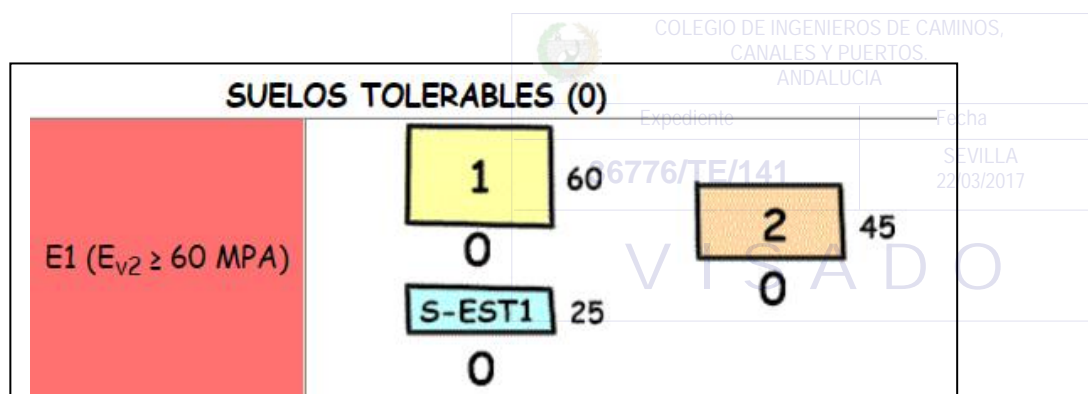 COLEGIO DE INGENIEROS DE CAMINOS,
CANALES Y PUERTOS.
ANDALUCIA
SUELOS TOLERABLES (0)
Expediente
Fecha
6776/TE/141
SEVILLA
22/03/2017
VISADO
E1 (Ev2 ≥ 60 MPA)
1
60
0
2
45
0
S-EST1
25
0